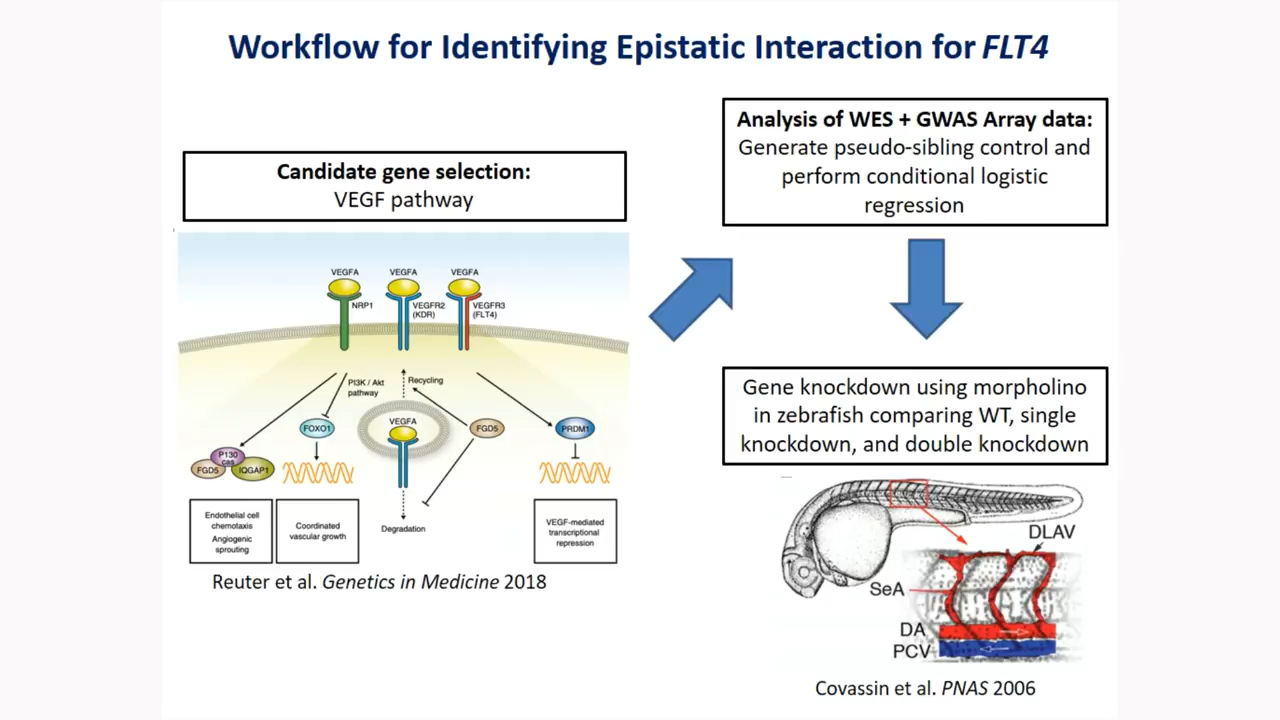 Workflow for Identifying Epistatic Interaction for FLT4
Candidate gene selection:
VEGF pathway
VEGFA
VEGFA
VEGFA
NRP1
VEGFR2
(KDR)
VEGFR3
(FLT4)
PI3K / Akt
pathway
Recycling
FOXO1
VEGFA
FGD5
PRDM1
P130
cas
FGD5
IQGAP1
Endothelial cell
chemotaxis
Angiogenic
sprouting
Coordinated
vascular growth
Degradation
VEGF-mediated
transcriptional
repression
Reuter et al. Genetics in Medicine 2018
Analysis of WES + GWAS Array data:
Generate pseudo-sibling control and
perform conditional logistic
regression
Gene knockdown using morpholino
in zebrafish comparing WT, single
knockdown, and double knockdown
DLAV
SeA
DA
PCV
Covassin et al. PNAS 2006